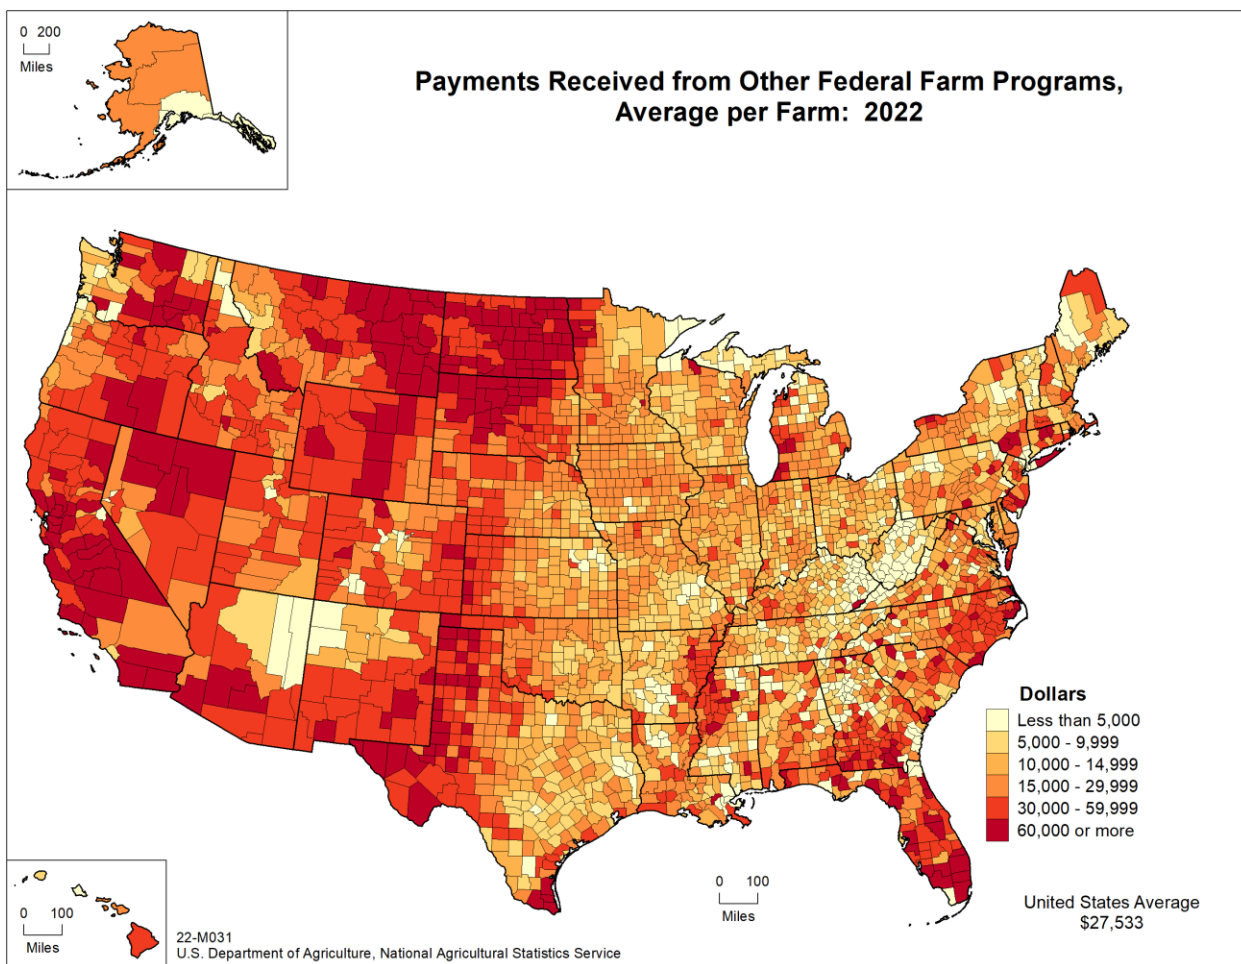 0 200
Miles
Payments Received from Other Federal Farm Programs,
Average per Farm: 2022
Dollars
Less than 5,000
5,000 - 9,999
10,000 - 14,999
15,000 - 29,999
30,000 - 59,999
60,000 or more
0 100
Miles
0 100
Miles
United States Average
$27,533
22-M031
U.S. Department of Agriculture, National Agricultural Statistics Service